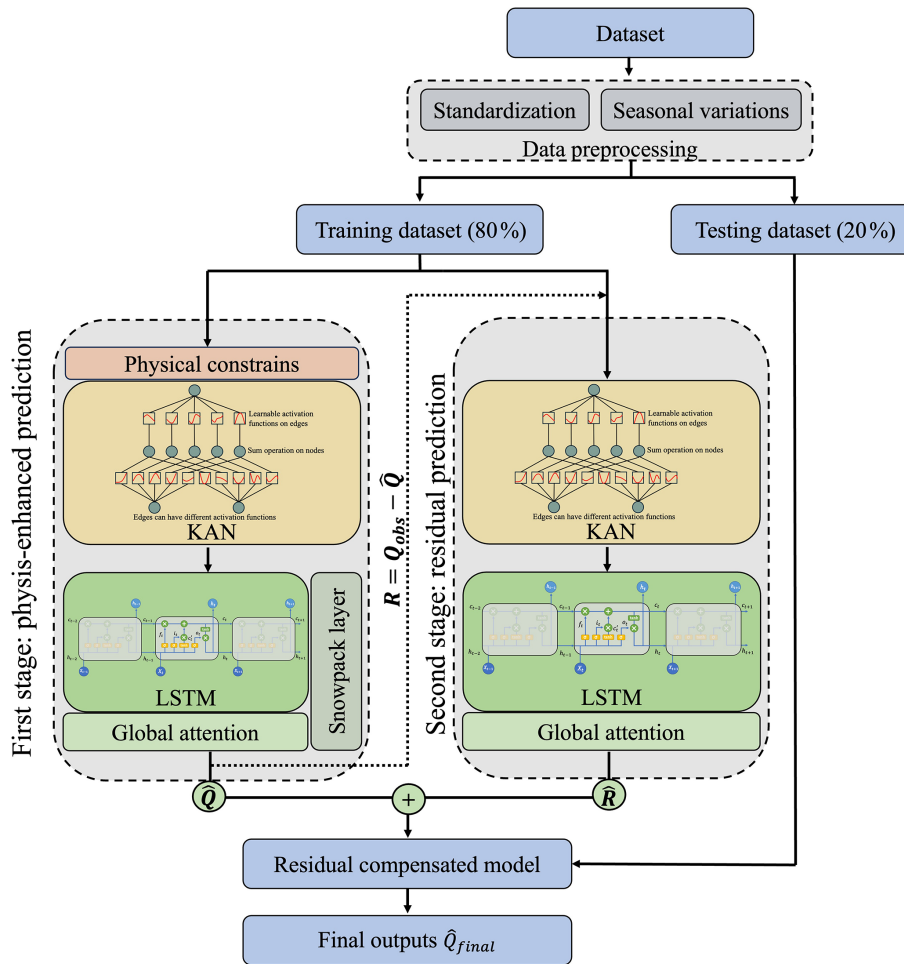 Dataset
Standardization
Seasonal variations
Data preprocessing
Training dataset (80%)
Testing dataset (20%)
First stage: physis-enhanced prediction
Physical constrains
Learnable activation
functions on edges
Sum operation on nodes
Edges can have different activation functions
KAN
LSTM
Snowpack layer
Global attention
R = Q_obs − Q̂
Second stage: residual prediction
Learnable activation
functions on edges
Sum operation on nodes
Edges can have different activation functions
KAN
LSTM
Global attention
Q̂
+
R̂
Residual compensated model
Final outputs Q̂_final